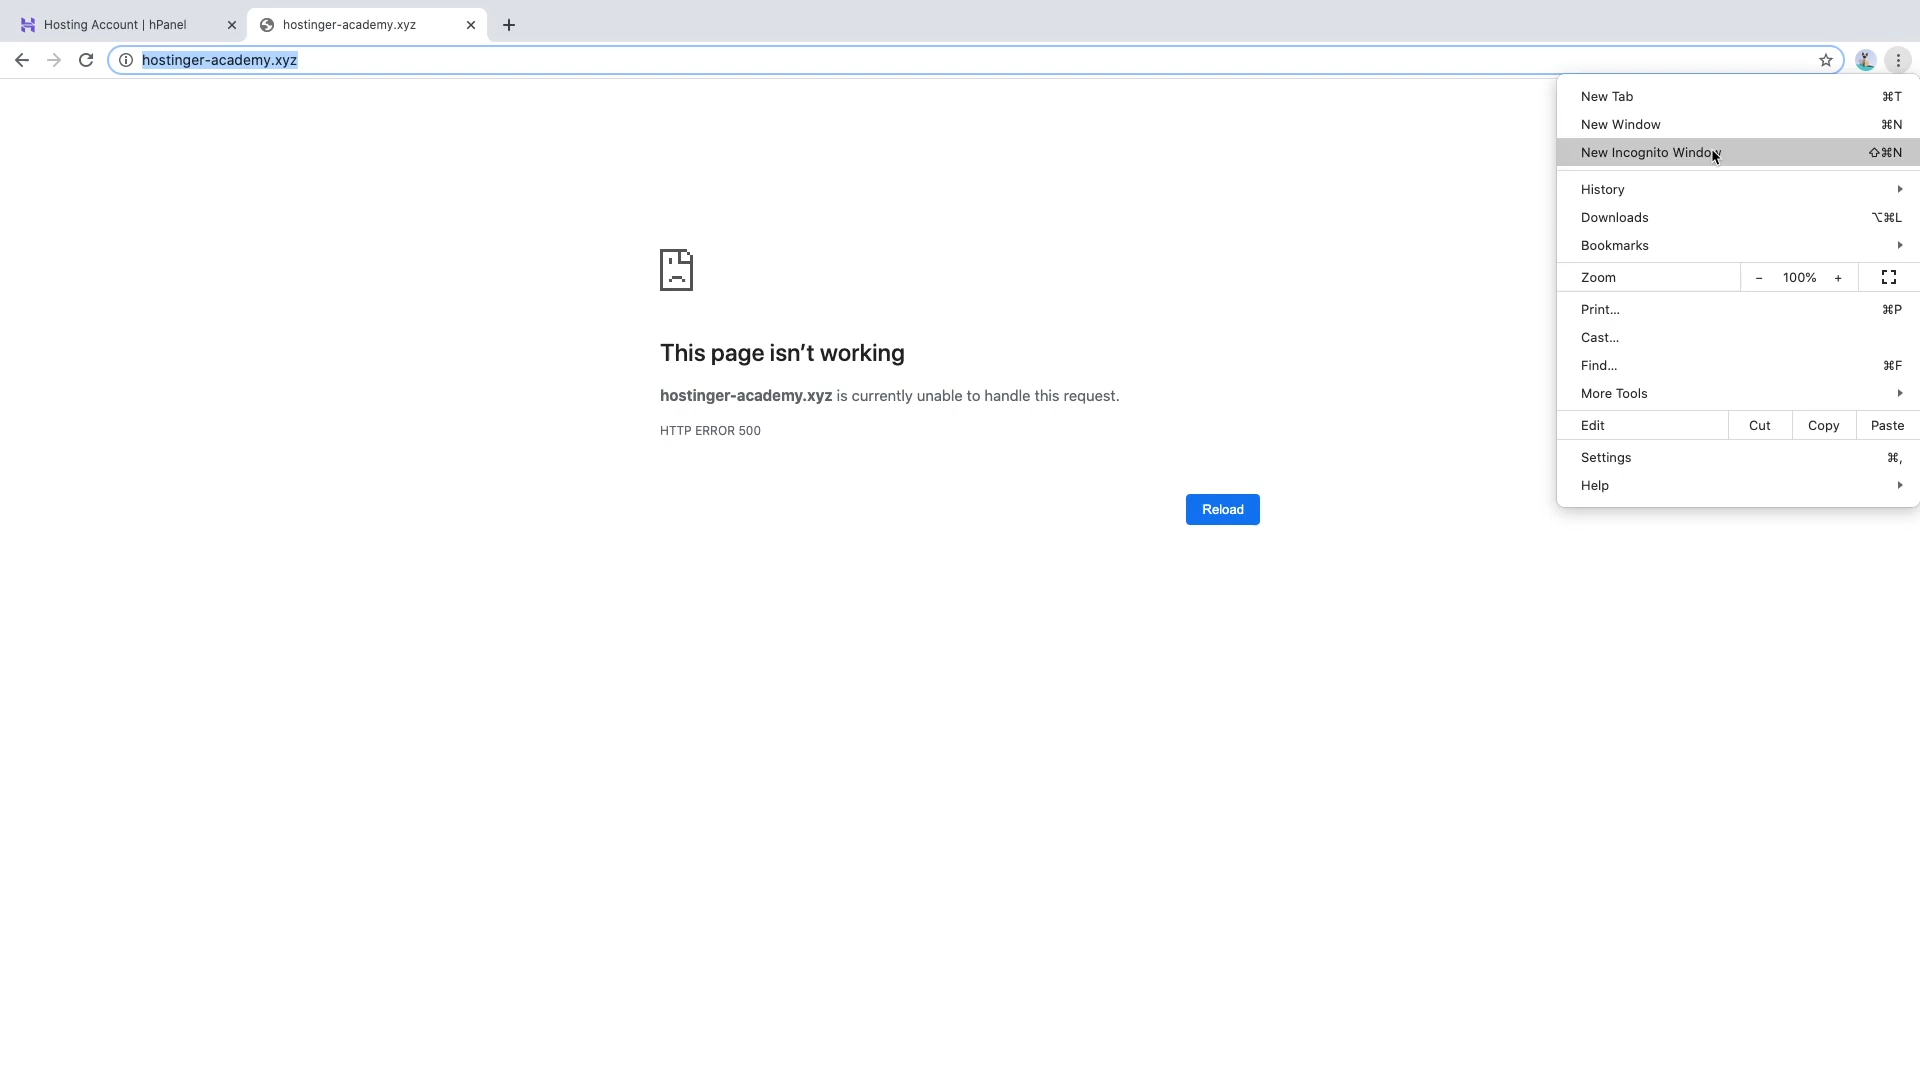 Hosting Account | hPanel
hostinger-academy.xyz
hostinger-academy.xyz
New Tab ⌘T
New Window ⌘N
New Incognito Window ⇧⌘N
History
Downloads ⌥⌘L
Bookmarks
Zoom − 100% +
Print... ⌘P
Cast...
Find... ⌘F
More Tools
Edit Cut Copy Paste
Settings ⌘,
Help
This page isn’t working
hostinger-academy.xyz is currently unable to handle this request.
HTTP ERROR 500
Reload